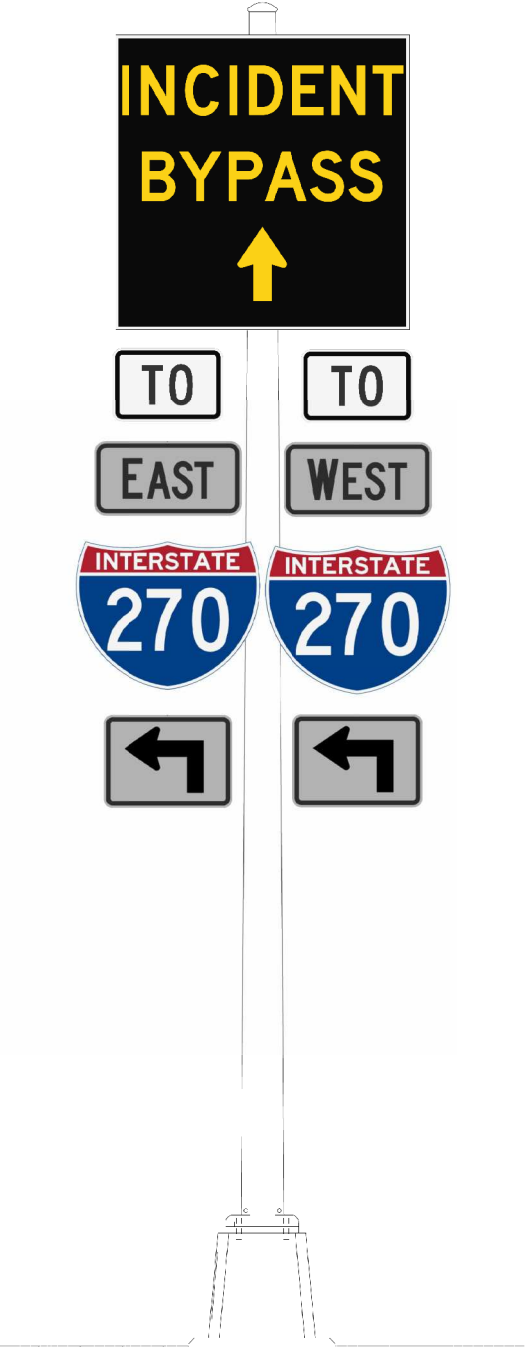 INCIDENT
BYPASS
TO
TO
EAST
WEST
INTERSTATE
270
INTERSTATE
270